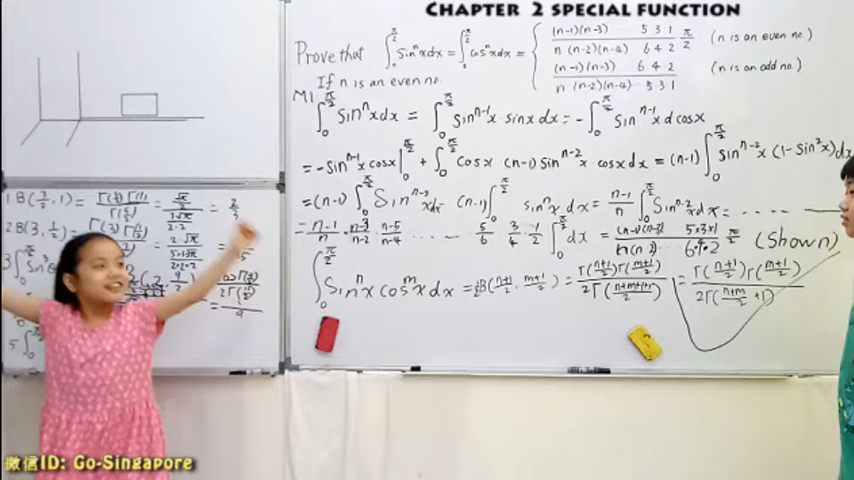 CHAPTER 2 SPECIAL FUNCTION
Prove that ∫₀^{π/2} sinⁿx dx = ∫₀^{π/2} cosⁿx dx = { (n-1)(n-3) ····· 5 3 1 / n (n-2)(n-4) ···· 6 4 2 · π/2 (n is an even no.)
(n-1)(n-3) ···· 6 4 2 / n (n-2)(n-4) ···· 5 3 1 (n is an odd no.)
If n is an even no.
M1 ∫₀^{π/2} sinⁿx dx = ∫₀^{π/2} sinⁿ⁻¹x · sinx dx = -∫₀^{π/2} sinⁿ⁻¹x d cosx
= -sinⁿ⁻¹x cosx |₀^{π/2} + ∫₀^{π/2} cosx (n-1) sinⁿ⁻²x · cosx dx = (n-1) ∫₀^{π/2} sinⁿ⁻²x (1-sin²x) dx
= (n-1) ∫₀^{π/2} sinⁿ⁻²x dx - (n-1) ∫₀^{π/2} sinⁿx dx = n-1/n ∫₀^{π/2} sinⁿ⁻²x dx = ·····
= n-1/n · n-3/n-2 · n-5/n-4 ···· 5/6 · 3/4 · 1/2 ∫₀^{π/2} dx = (n-1)(n-3) 5×3×1 / n(n-2) 6·4·2 π/2 (Shown)
∫₀^{π/2} sinⁿx cosᵐx dx = ½B(n+1/2, m+1/2) = Γ(n+1/2)Γ(m+1/2) / 2Γ(n+m+1+1/2) = Γ(n+1/2)Γ(m+1/2) / 2Γ(n+m/2 +1)
1 B(3/2, 1) = Γ(3/2) Γ(1) / Γ(5/2) = √π/2 / 3√π/2·2 = 2/3
2 B(3, 1/2) = Γ(3) Γ(1/2)
微信ID: Go-Singapore